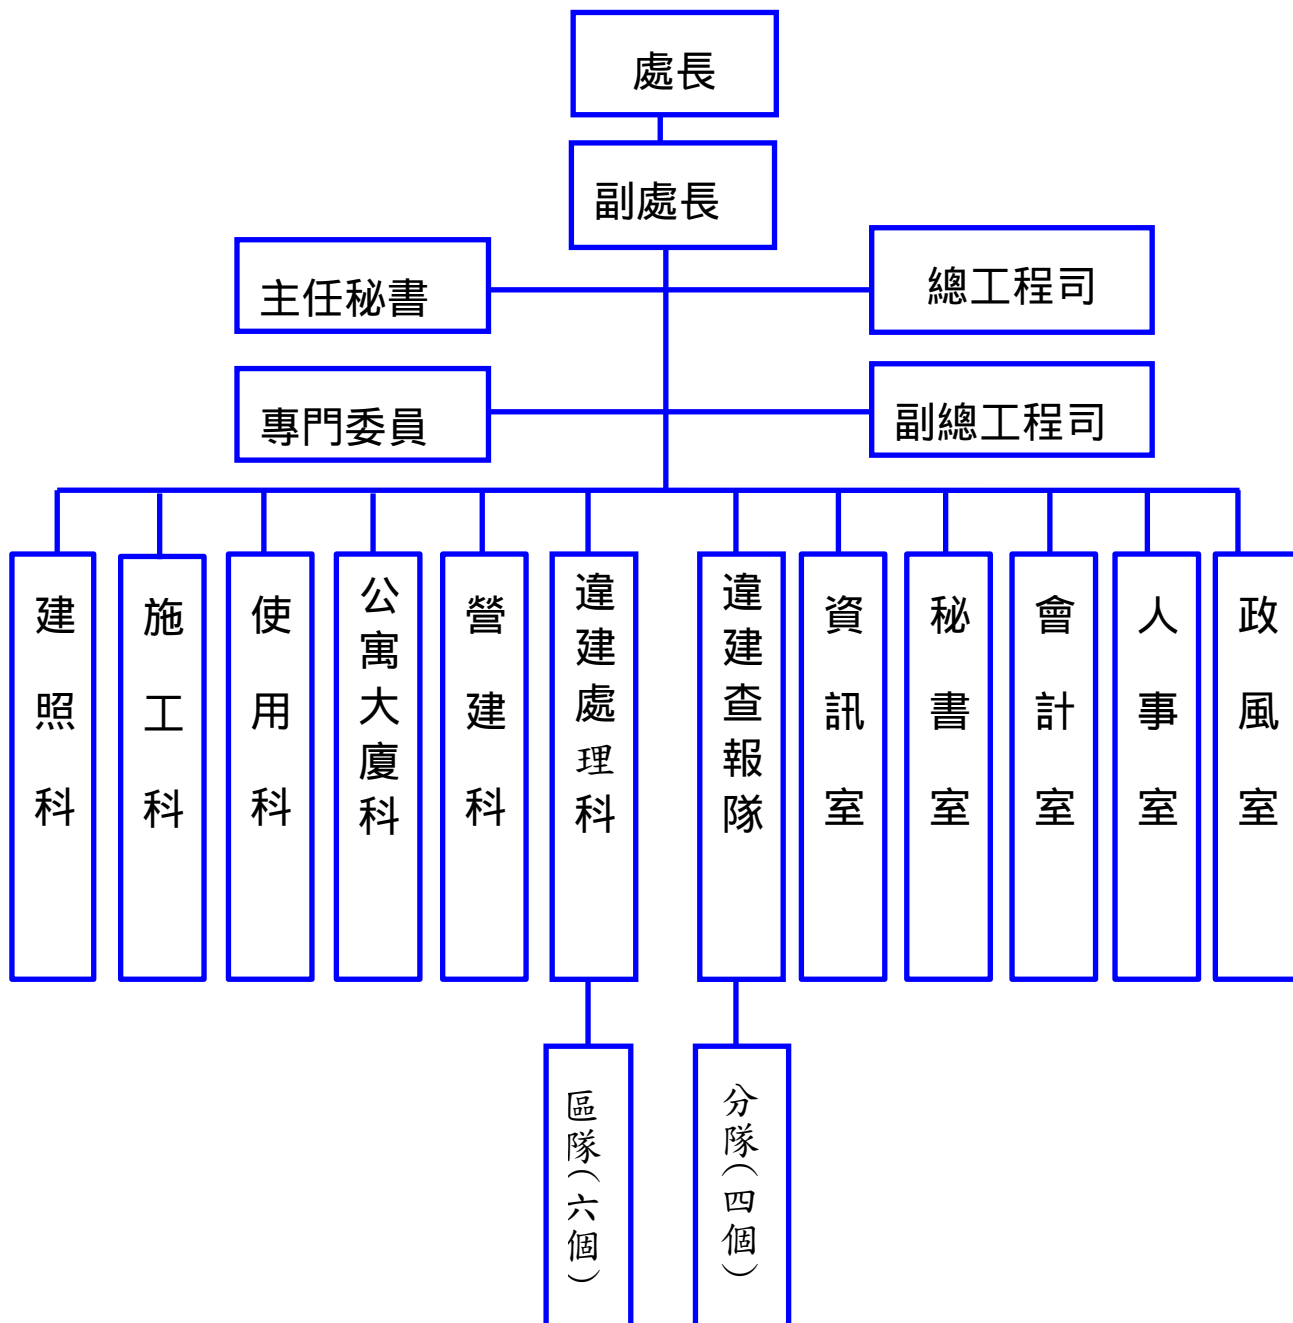 處長
副處長
主任秘書
總工程司
專門委員
副總工程司
建照科
施工科
使用科
公寓大廈科
營建科
違建處理科
違建查報隊
資訊室
秘書室
會計室
人事室
政風室
區隊(六個)
分隊(四個)